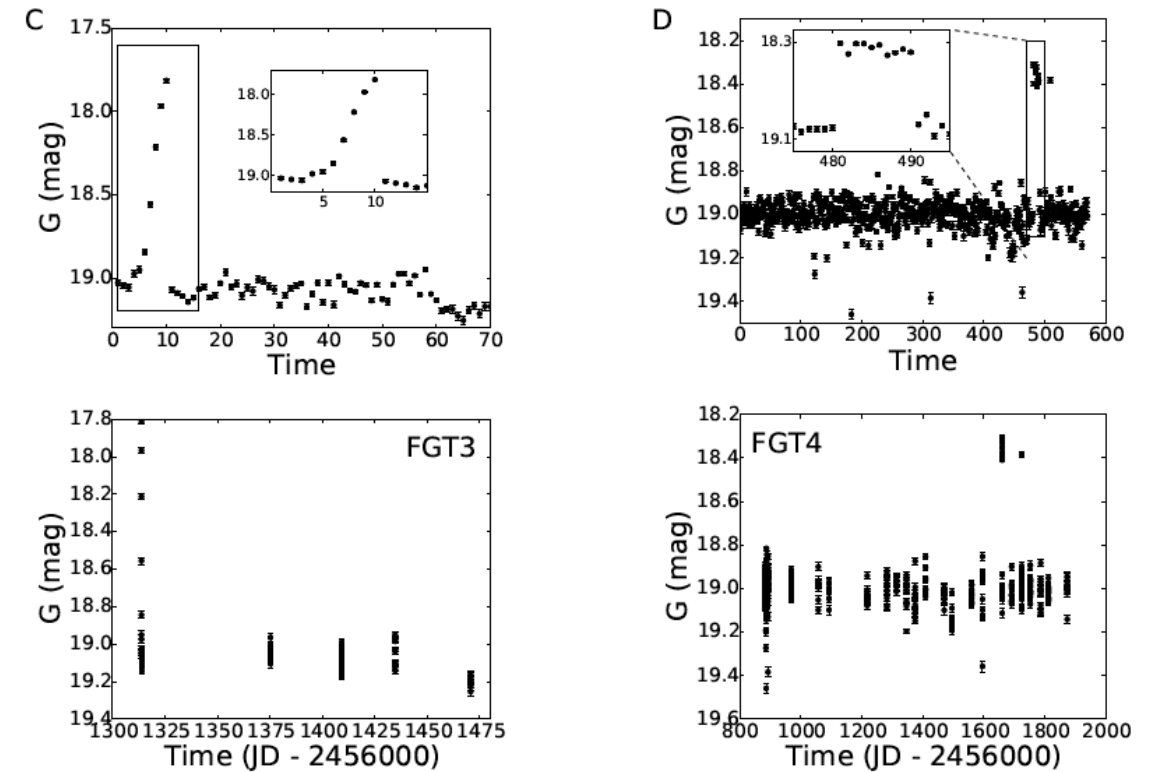 C
17.5
18.0
18.5
19.0
G (mag)
18.0
18.5
19.0
5 10
0 10 20 30 40 50 60 70
Time
D
18.2
18.4
18.6
18.8
19.0
19.2
19.4
G (mag)
18.3
19.1
480 490
0 100 200 300 400 500 600
Time
FGT3
17.8
18.0
18.2
18.4
18.6
18.8
19.0
19.2
19.4
G (mag)
1300 1325 1350 1375 1400 1425 1450 1475
Time (JD - 2456000)
FGT4
18.2
18.4
18.6
18.8
19.0
19.2
19.4
19.6
G (mag)
800 1000 1200 1400 1600 1800 2000
Time (JD - 2456000)